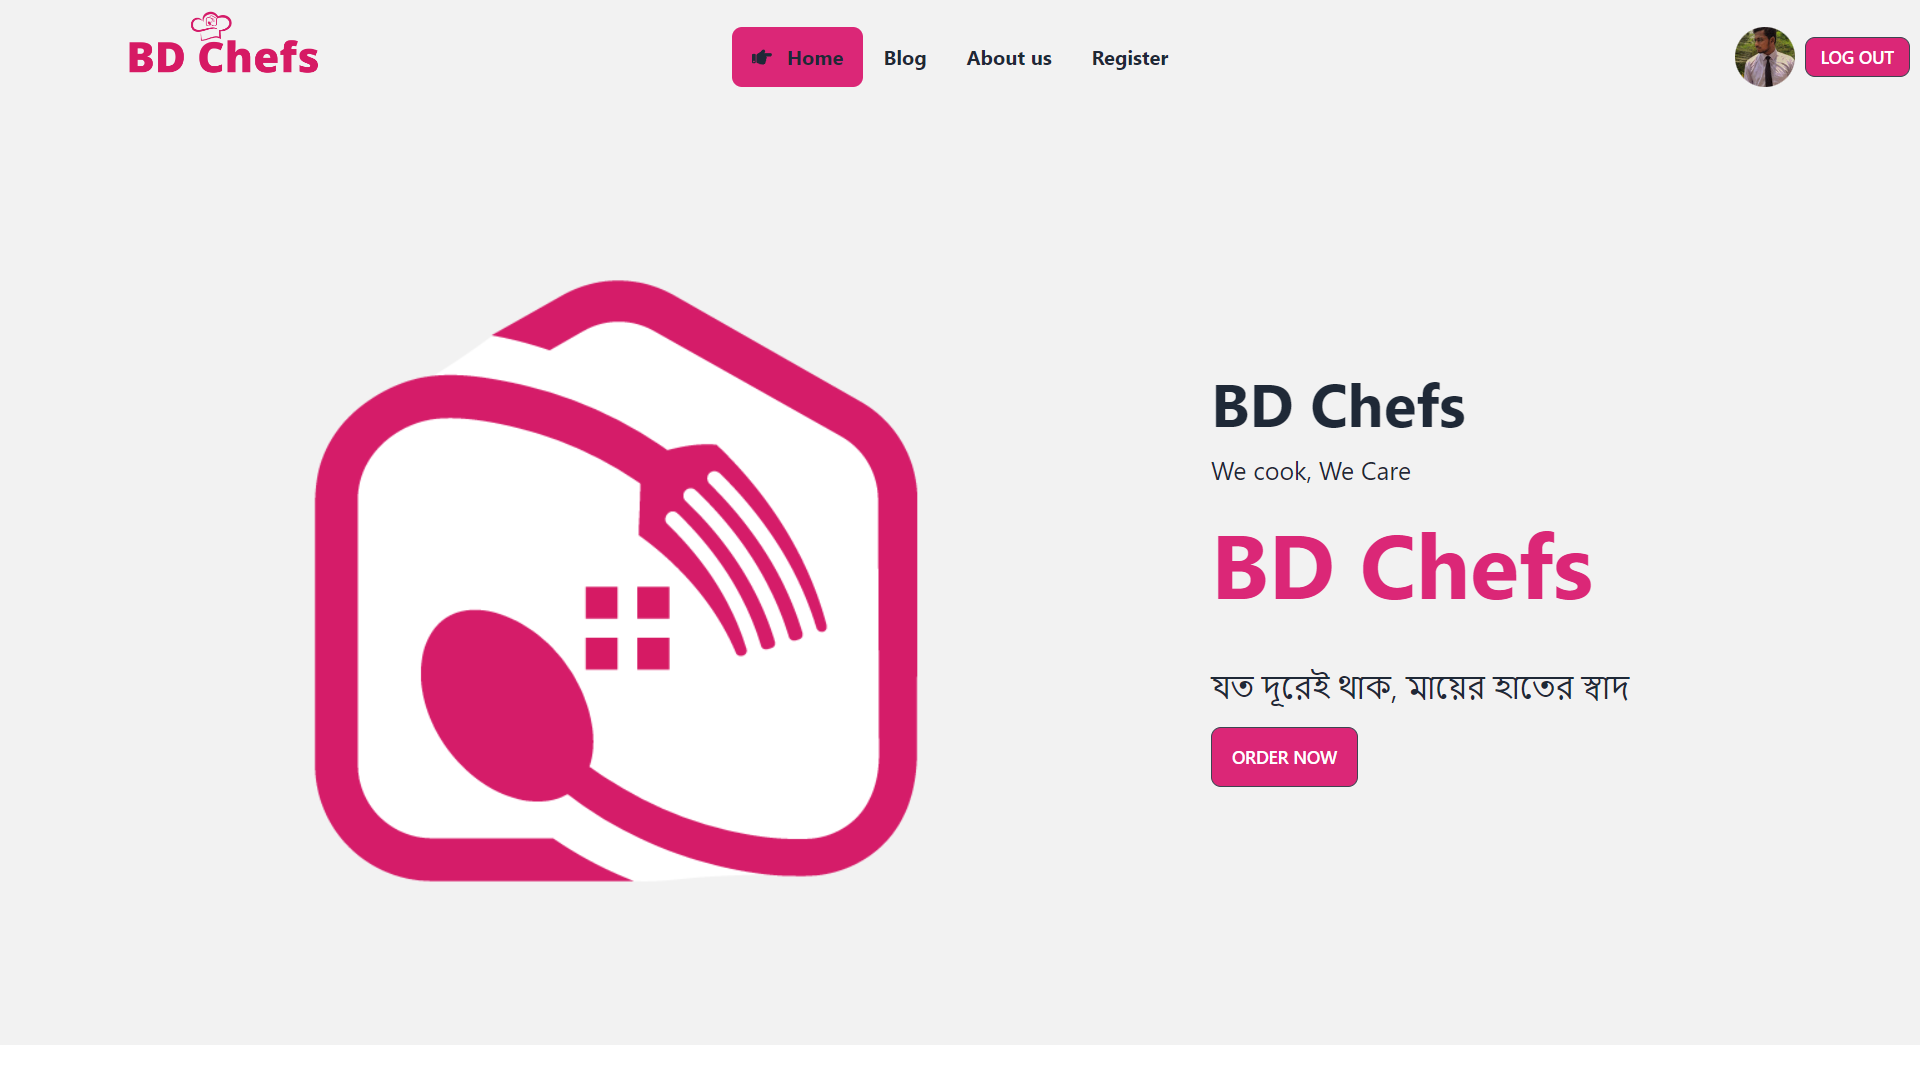 BD Chefs
Home
Blog
About us
Register
LOG OUT
BD Chefs
We cook, We Care
BD Chefs
যত দূরেই থাক, মায়ের হাতের স্বাদ
ORDER NOW